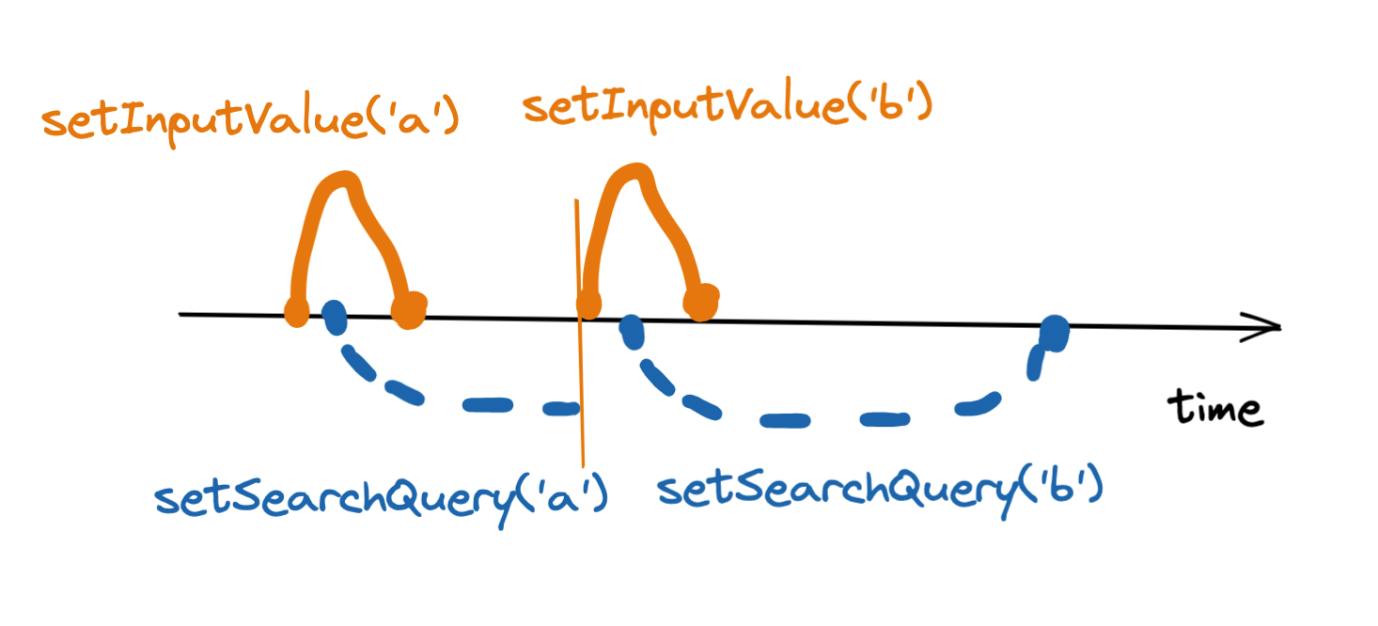 setInputValue('a')
setInputValue('b')
time
setSearchQuery('a')
setSearchQuery('b')